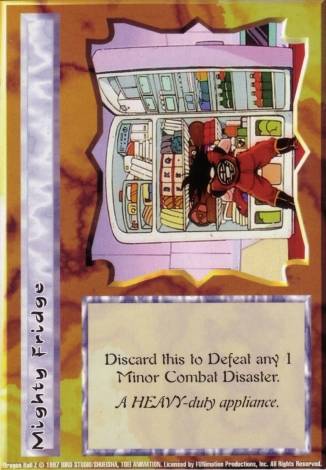 Mighty Fridge
Discard this to Defeat any 1
Minor Combat Disaster.
A HEAVY-duty appliance.
Dragon Ball Z © 1997 BIRD STUDIO/SHUEISHA, TOEI ANIMATION. Licensed by FUNimation Productions, Inc. All Rights Reserved.